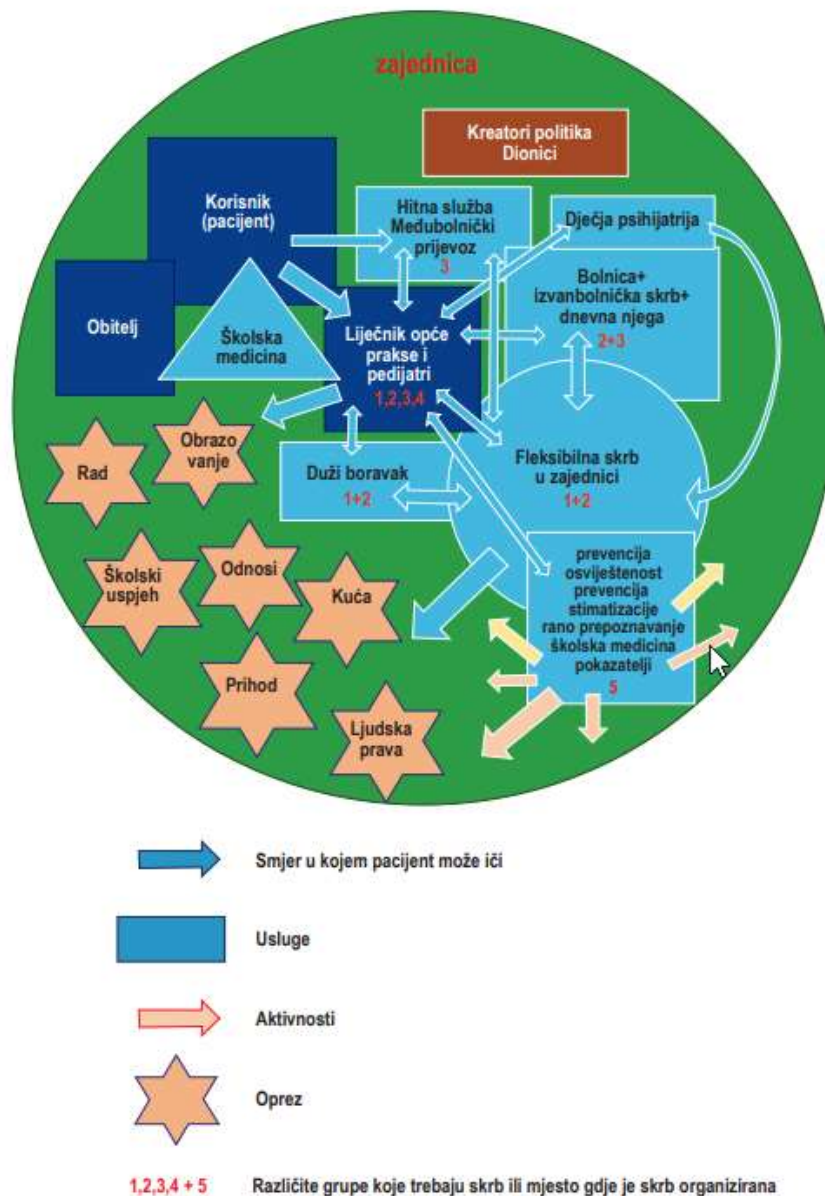 zajednica
Kreatori politika
Dionici
Korisnik
(pacijent)
Hitna služba
Međubolnički
prijevoz
3
Dječja psihijatrija
Bolnica+
izvanbolnička skrb+
dnevna njega
2+3
Obitelj
Školska
medicina
Liječnik opće
prakse i
pedijatri
1,2,3,4
Obrazo
vanje
Rad
Duži boravak
1+2
Fleksibilna skrb
u zajednici
1+2
Školski
uspjeh
Odnosi
Kuća
prevencija
osviještenost
prevencija
stimatizacije
rano prepoznavanje
školska medicina
pokazatelji
5
Prihod
Ljudska
prava
Smjer u kojem pacijent može iči
Usluge
Aktivnosti
Oprez
1,2,3,4 + 5 Različite grupe koje trebaju skrb ili mjesto gdje je skrb organizirana